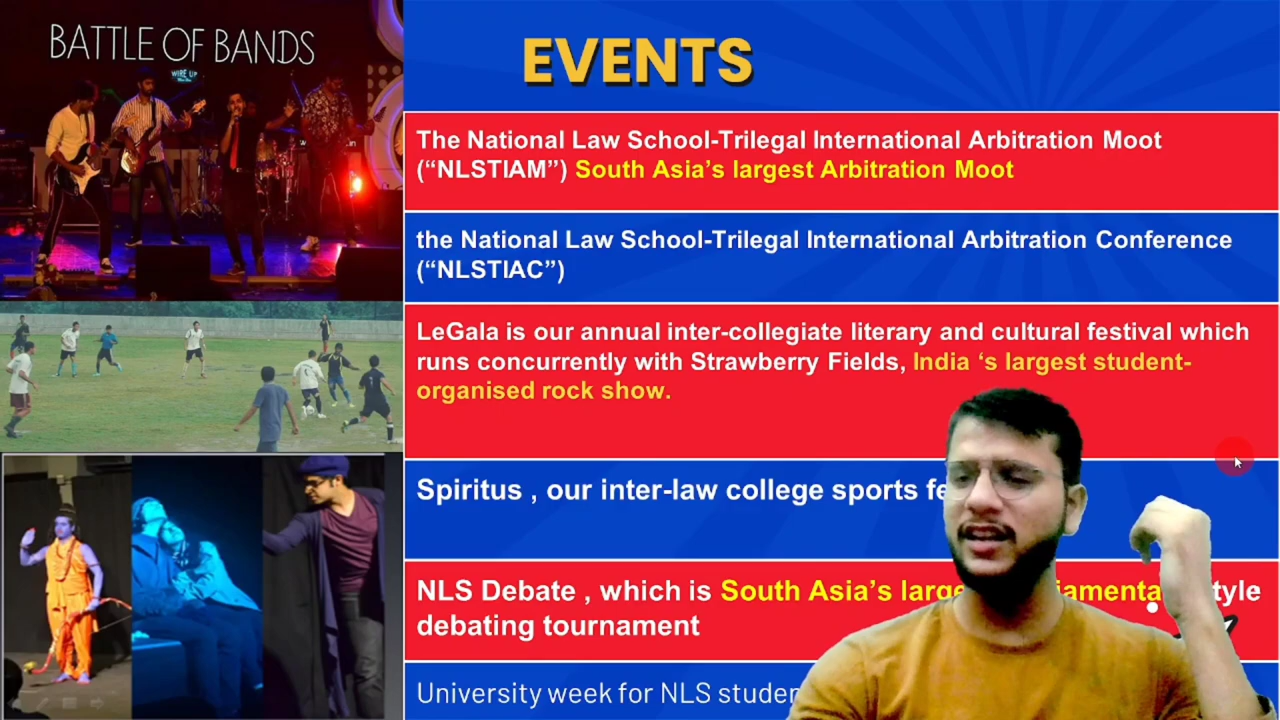 BATTLE OF BANDS
WIRE UP
EVENTS
The National Law School-Trilegal International Arbitration Moot
(“NLSTIAM”) South Asia’s largest Arbitration Moot
the National Law School-Trilegal International Arbitration Conference
(“NLSTIAC”)
LeGala is our annual inter-collegiate literary and cultural festival which
runs concurrently with Strawberry Fields, India ‘s largest student-
organised rock show.
Spiritus , our inter-law college sports
NLS Debate , which is South Asia’s
debating tournament
University week for NLS